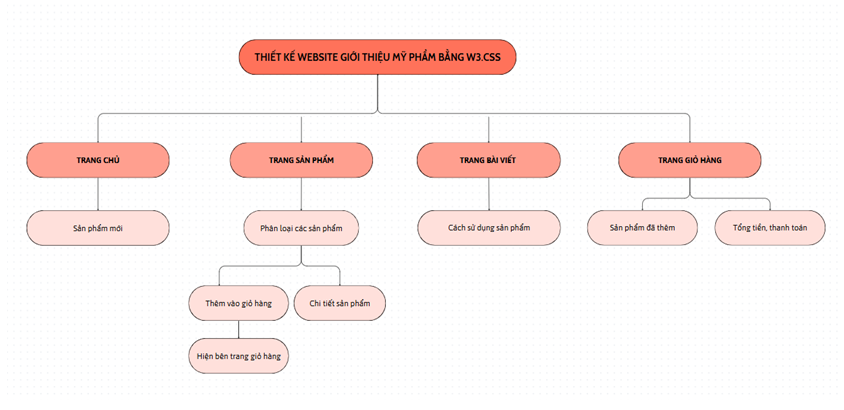 THIẾT KẾ WEBSITE GIỚI THIỆU MỸ PHẨM BẰNG W3.CSS
TRANG CHỦ
TRANG SẢN PHẨM
TRANG BÀI VIẾT
TRANG GIỎ HÀNG
Sản phẩm mới
Phân loại các sản phẩm
Cách sử dụng sản phẩm
Sản phẩm đã thêm
Tổng tiền, thanh toán
Thêm vào giỏ hàng
Chi tiết sản phẩm
Hiện bên trang giỏ hàng